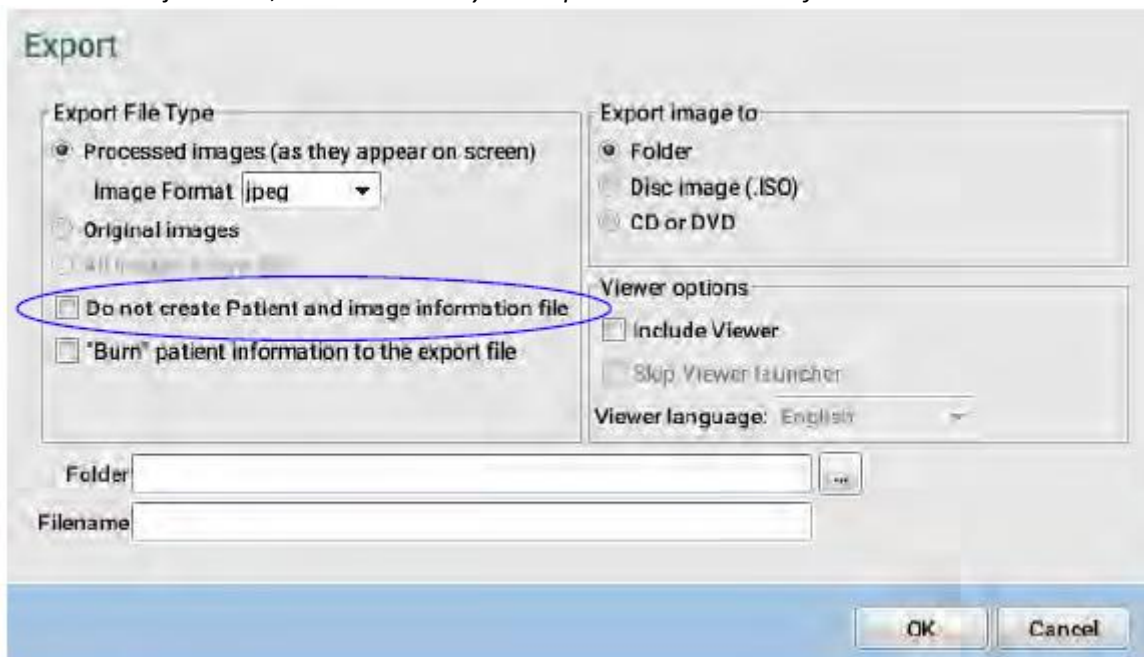 Export
Export File Type
Processed images (as they appear on screen)
Image Format jpeg
Original images
Do not create Patient and image information file
"Burn" patient information to the export file
Export image to
Folder
Disc image (.ISO)
CD or DVD
Viewer options
Include Viewer
Skip Viewer launcher
Viewer language: English
Folder
...
Filename
OK
Cancel